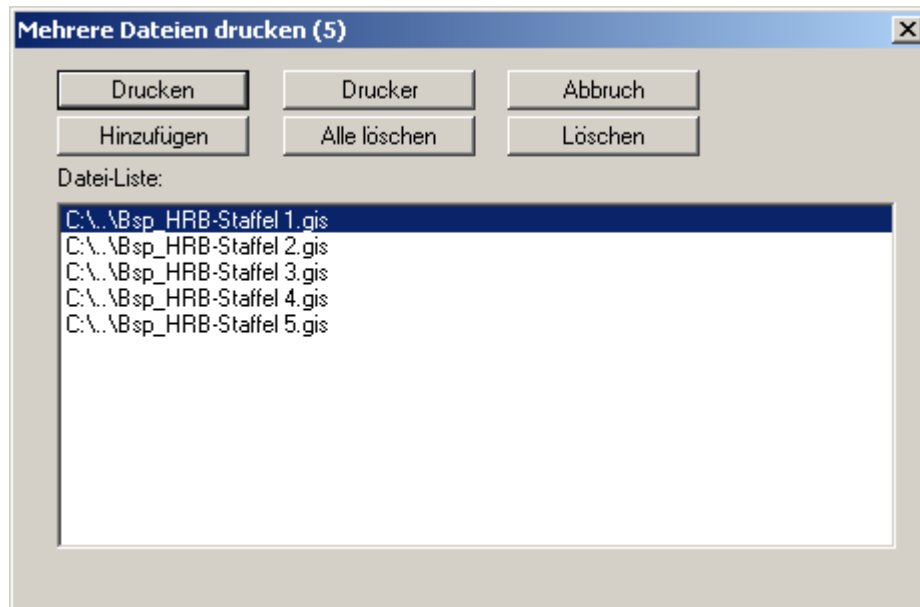 Mehrere Dateien drucken (5)
Drucken Drucker Abbruch
Hinzufügen Alle löschen Löschen
Datei-Liste:
C:\..\Bsp_HRB-Staffel 1.gis
C:\..\Bsp_HRB-Staffel 2.gis
C:\..\Bsp_HRB-Staffel 3.gis
C:\..\Bsp_HRB-Staffel 4.gis
C:\..\Bsp_HRB-Staffel 5.gis